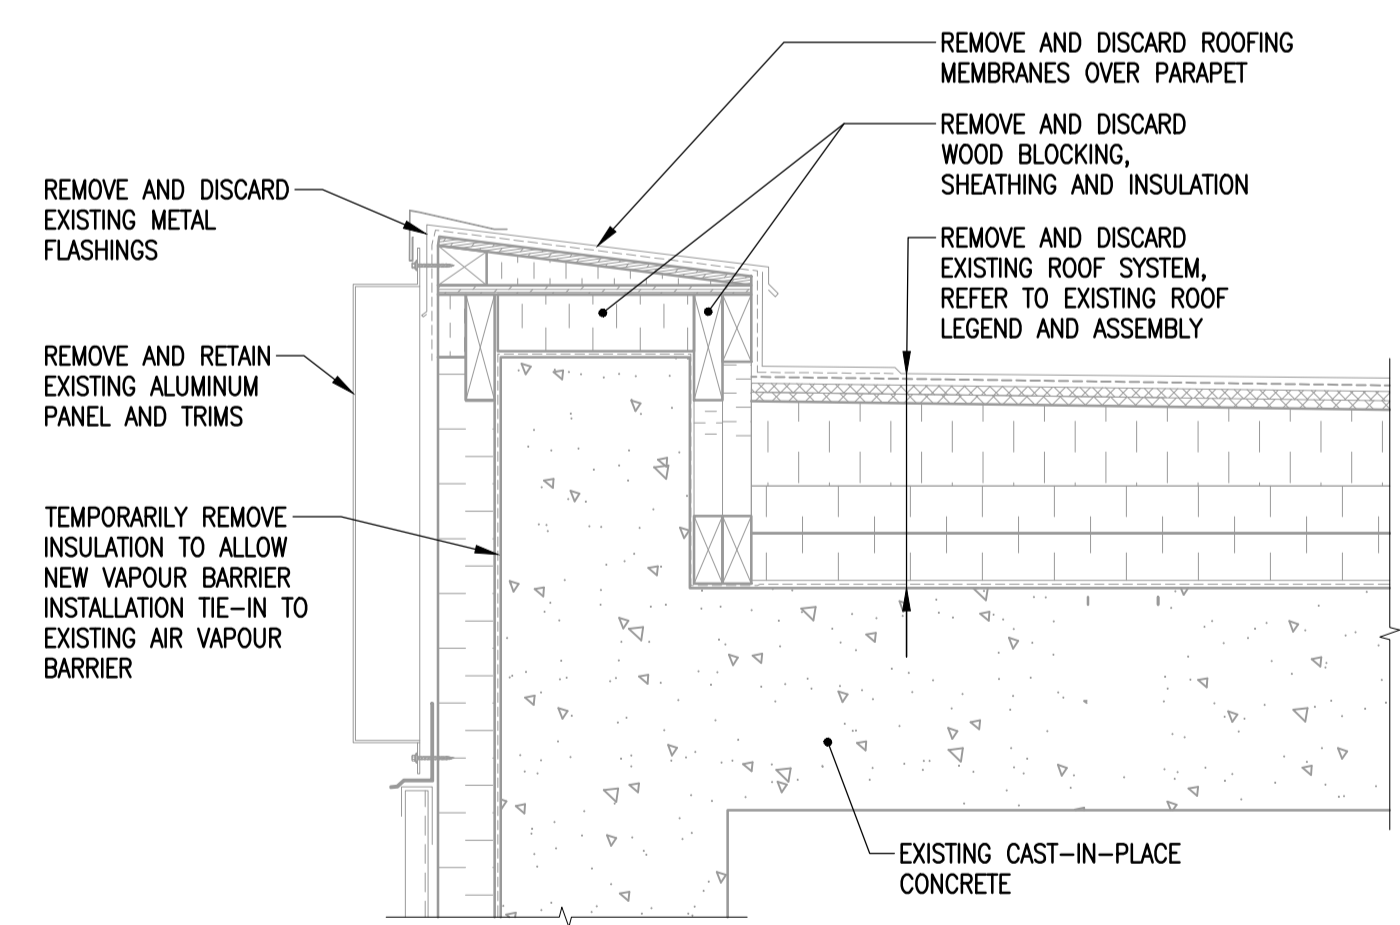 REMOVE AND DISCARD ROOFING
MEMBRANES OVER PARAPET
REMOVE AND DISCARD
WOOD BLOCKING,
SHEATHING AND INSULATION
REMOVE AND DISCARD
EXISTING ROOF SYSTEM,
REFER TO EXISTING ROOF
LEGEND AND ASSEMBLY
REMOVE AND DISCARD
EXISTING METAL
FLASHINGS
REMOVE AND RETAIN
EXISTING ALUMINUM
PANEL AND TRIMS
TEMPORARILY REMOVE
INSULATION TO ALLOW
NEW VAPOUR BARRIER
INSTALLATION TIE-IN TO
EXISTING AIR VAPOUR
BARRIER
EXISTING CAST-IN-PLACE
CONCRETE